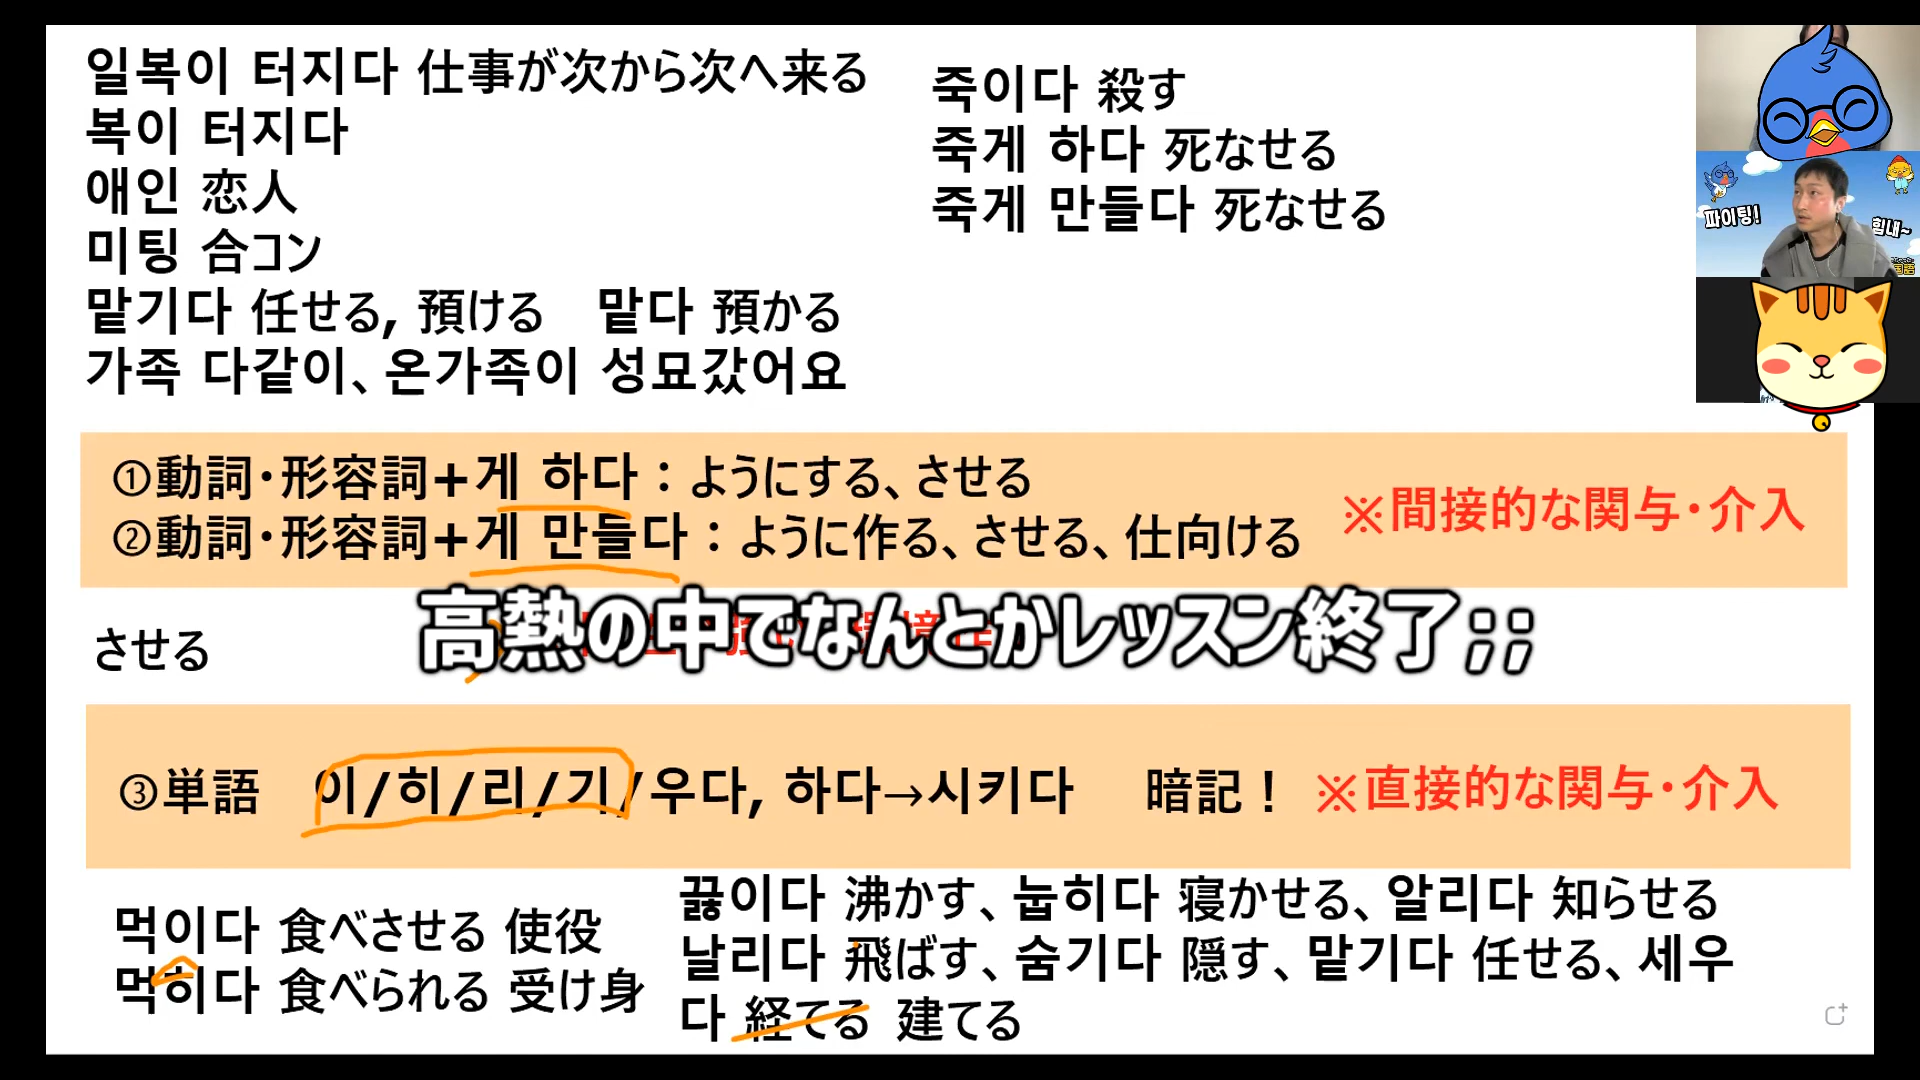 일복이 터지다 仕事が次から次へ来る
복이 터지다
애인 恋人
미팅 合コン
맡기다 任せる, 預ける 맡다 預かる
가족 다같이、온가족이 성묘갔어요
죽이다 殺す
죽게 하다 死なせる
죽게 만들다 死なせる
파이팅!
힘내~
①動詞・形容詞+게 하다：ようにする、させる
②動詞・形容詞+게 만들다：ように作る、させる、仕向ける
※間接的な関与・介入
高熱の中でなんとかレッスン終了;;
させる
③単語 이/히/리/기/우다, 하다→시키다 暗記！ ※直接的な関与・介入
먹이다 食べさせる 使役
먹히다 食べられる 受け身
끓이다 沸かす、눕히다 寝かせる、알리다 知らせる
날리다 飛ばす、숨기다 隠す、맡기다 任せる、세우
다 経てる 建てる